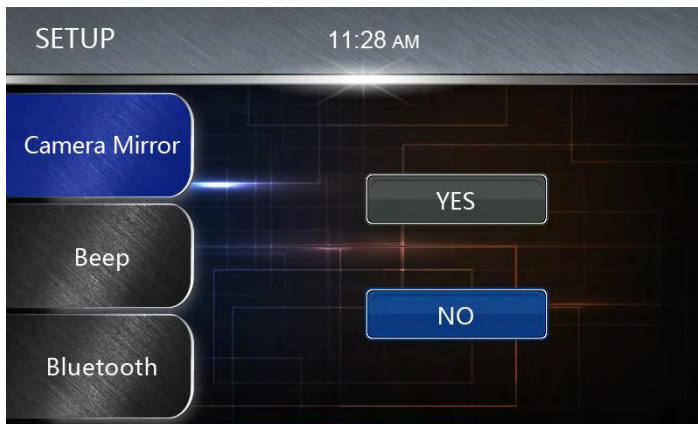 SETUP 11:28 AM
Camera Mirror
YES
Beep
NO
Bluetooth